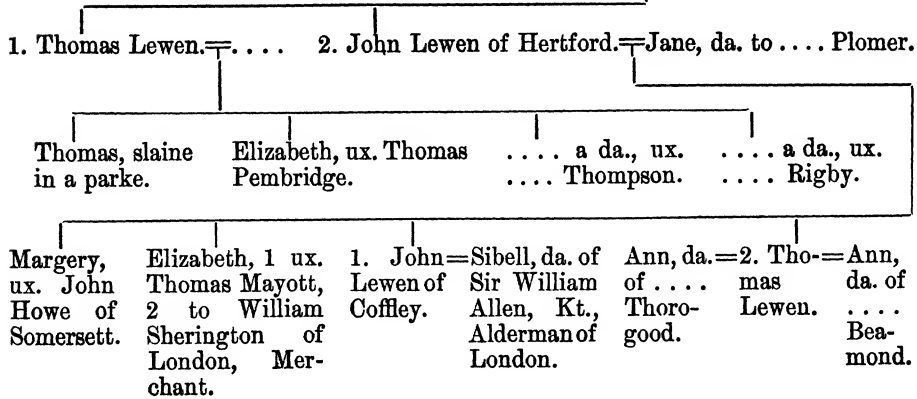 1. Thomas Lewen.=.... 2. John Lewen of Hertford.=Jane, da. to .... Plomer.
Thomas, slaine
in a parke.
Elizabeth, ux. Thomas
Pembridge.
.... a da., ux.
.... Thompson.
.... a da., ux.
.... Rigby.
Margery,
ux. John
Howe of
Somersett.
Elizabeth, 1 ux.
Thomas Mayott,
2 to William
Sherington of
London, Mer-
chant.
1. John=
Lewen of
Coffley.
Sibell, da. of
Sir William
Allen, Kt.,
Alderman of
London.
Ann, da.=
of ....
Thoro-
good.
2. Tho-=
mas
Lewen.
Ann,
da. of
....
Bea-
mond.